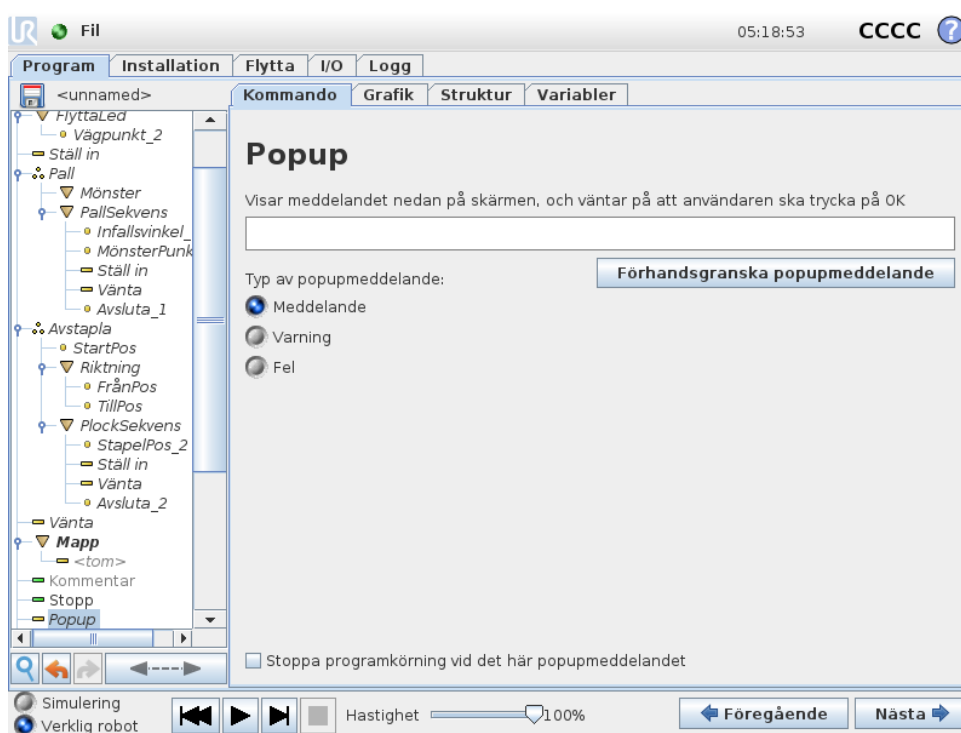 Fil
05:18:53
CCCC
?
Program Installation Flytta I/O Logg
<unnamed>
Kommando Grafik Struktur Variabler
FlyttaLed
Vägpunkt_2
Ställ in
Pall
Mönster
PallSekvens
Infallsvinkel_
MönsterPunk
Ställ in
Vänta
Avsluta_1
Avstapla
StartPos
Riktning
FrånPos
TillPos
PlockSekvens
StapelPos_2
Ställ in
Vänta
Avsluta_2
Vänta
Mapp
<tom>
Kommentar
Stopp
Popup
Popup
Visar meddelandet nedan på skärmen, och väntar på att användaren ska trycka på OK
Typ av popupmeddelande:
Förhandsgranska popupmeddelande
Meddelande
Varning
Fel
Stoppa programkörning vid det här popupmeddelandet
Simulering
Verklig robot
Hastighet 100%
Föregående
Nästa